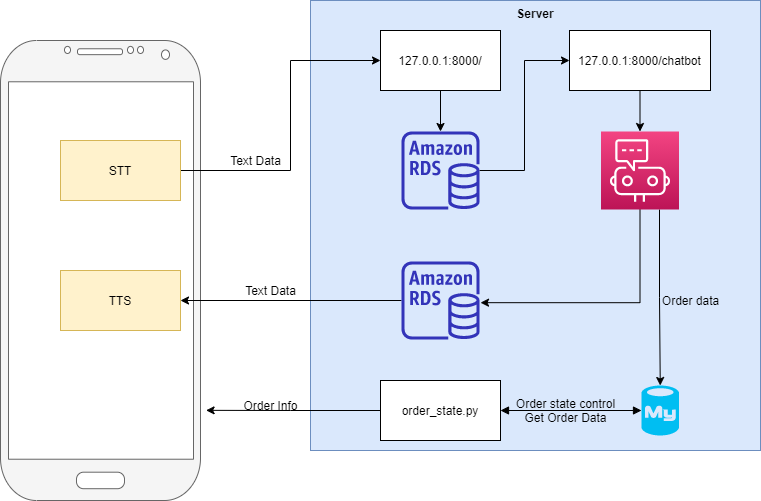 Server
127.0.0.1:8000/
127.0.0.1:8000/chatbot
Amazon
RDS
STT
Text Data
Amazon
RDS
TTS
Text Data
Order data
Order Info
order_state.py
Order state control
Get Order Data
My